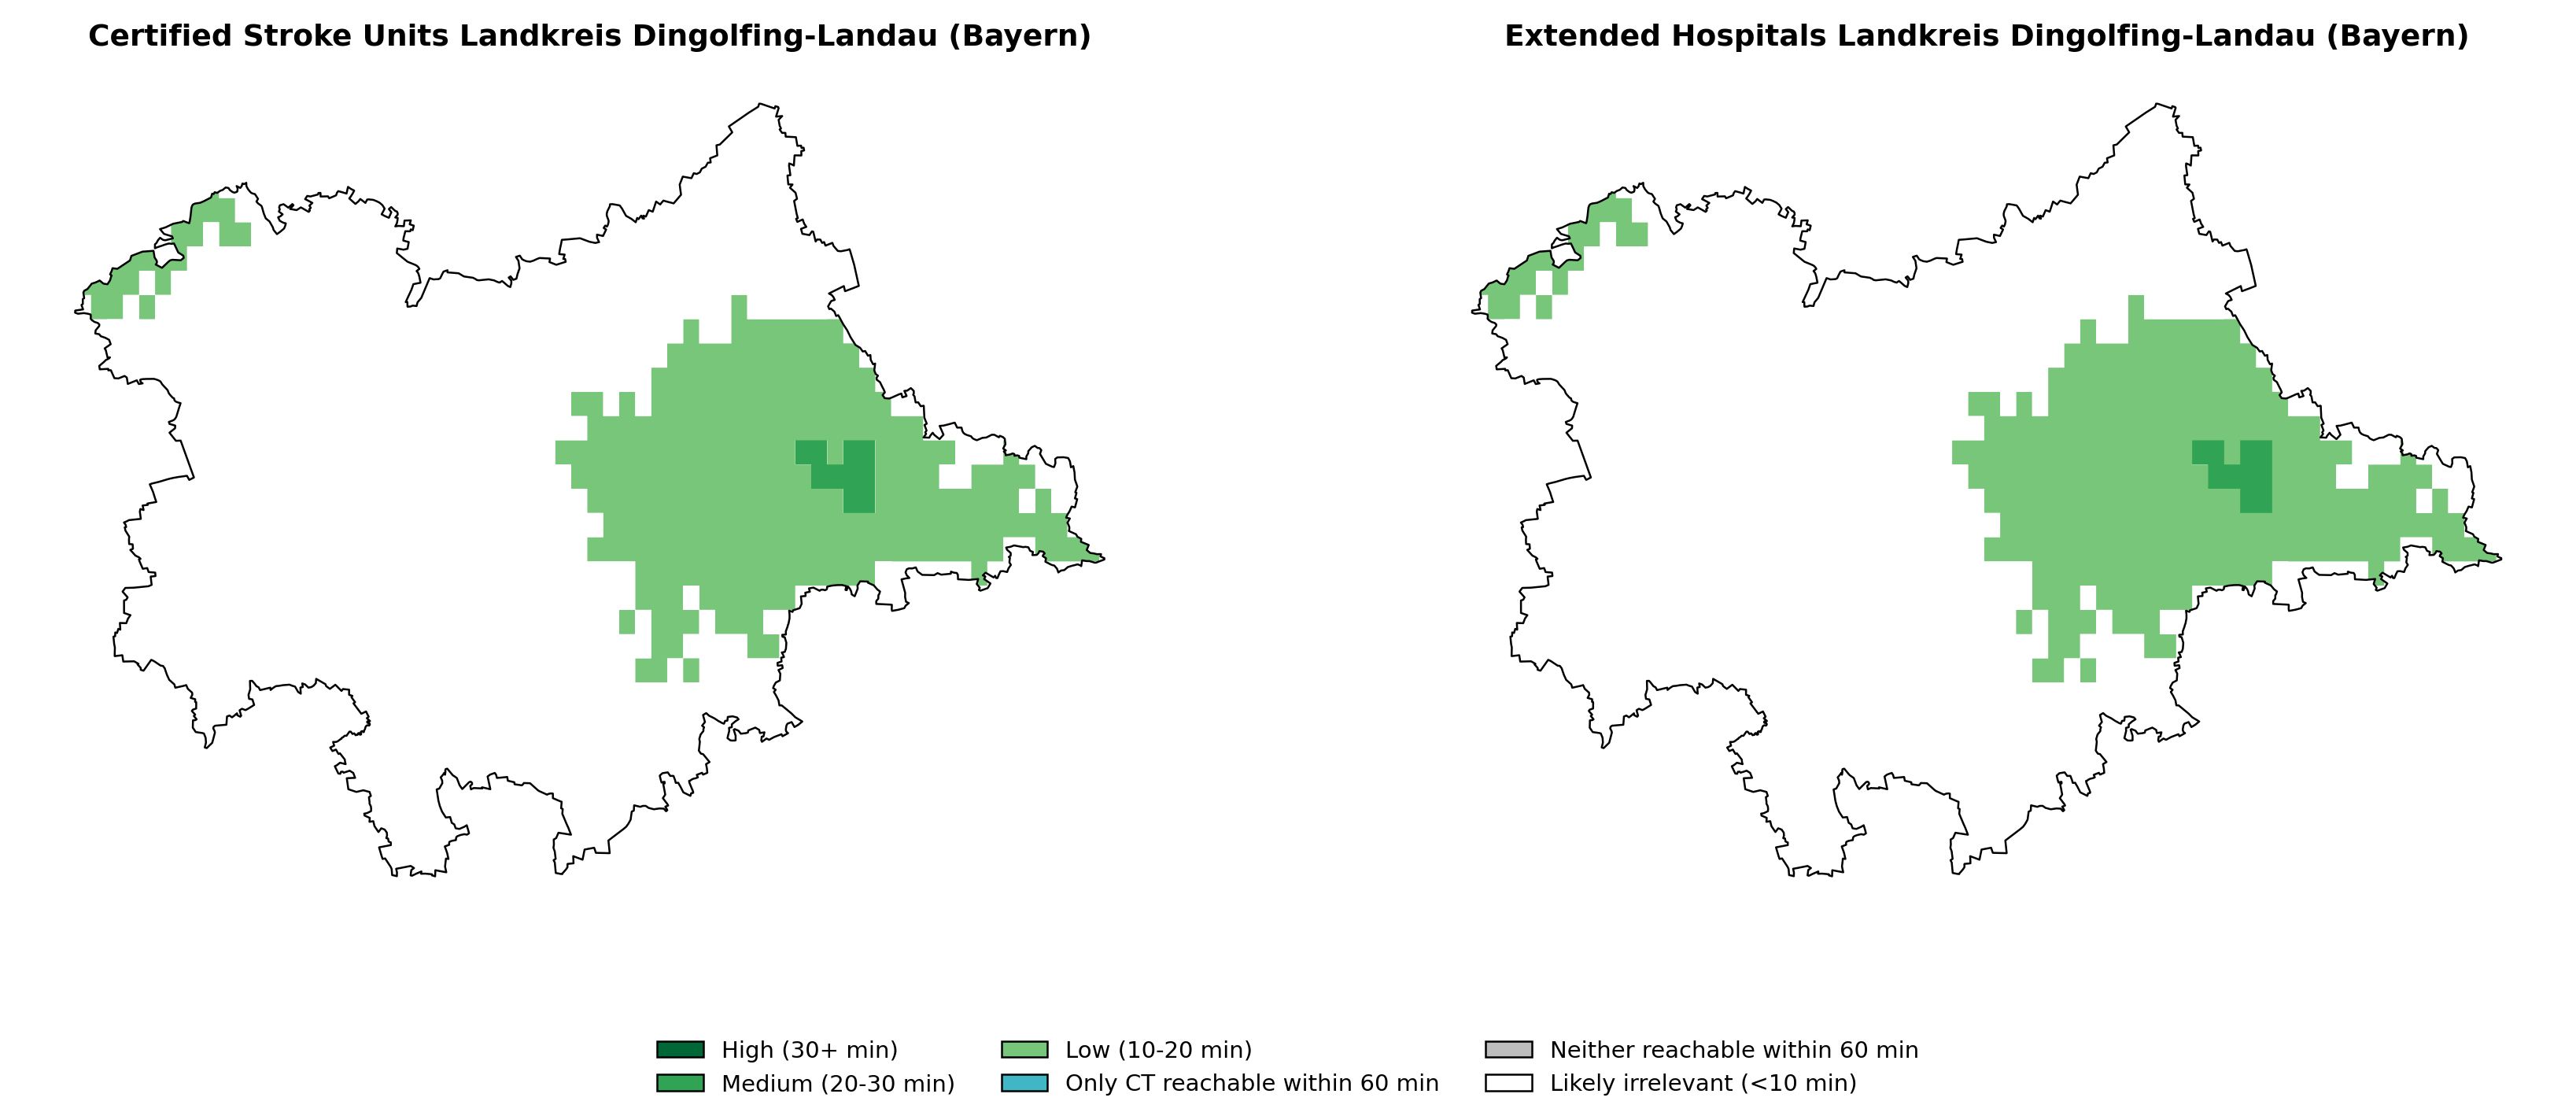 Certified Stroke Units Landkreis Dingolfing-Landau (Bayern)
Extended Hospitals Landkreis Dingolfing-Landau (Bayern)
High (30+ min)
Medium (20-30 min)
Low (10-20 min)
Only CT reachable within 60 min
Neither reachable within 60 min
Likely irrelevant (<10 min)